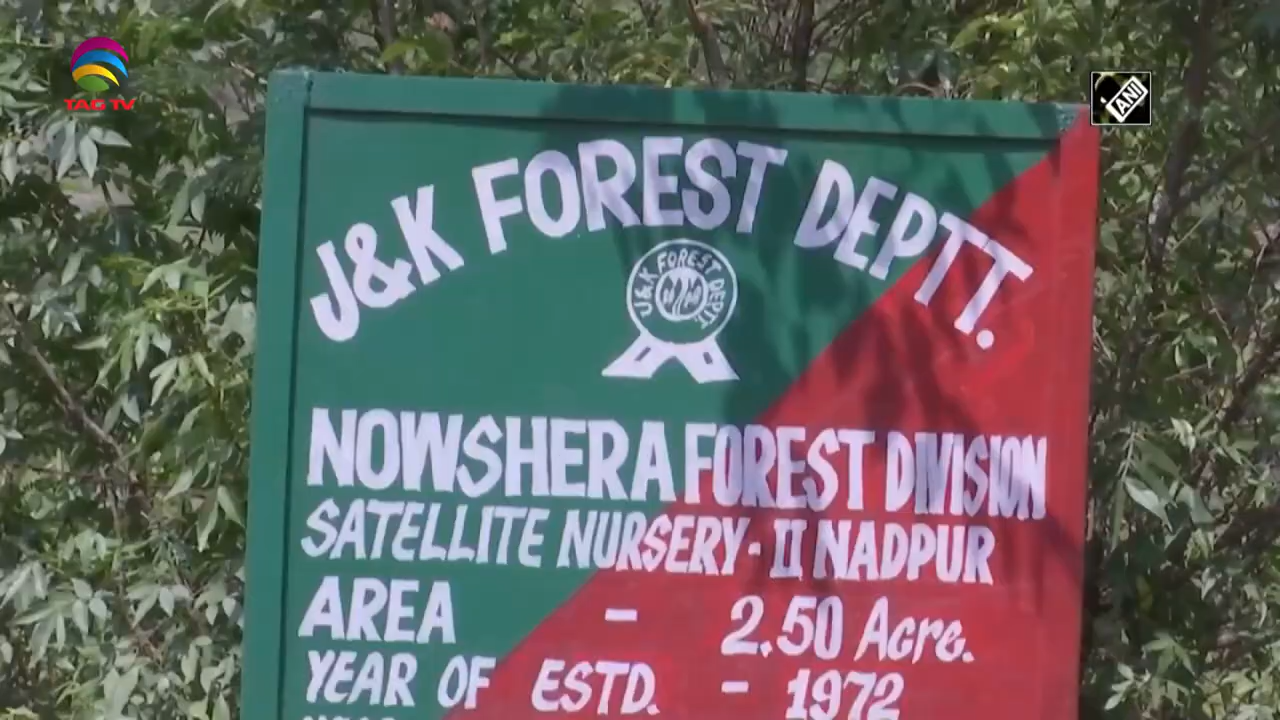 TAG TV
ANI
J&K FOREST DEPTT.
J&K FOREST DEPTT.
NOWSHERA FOREST DIVISION
SATELLITE NURSERY - II NADPUR
AREA - 2.50 Acre.
YEAR OF ESTD. - 1972